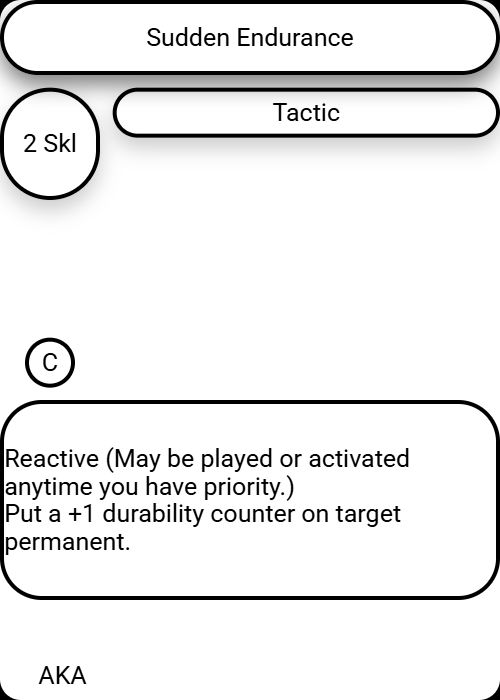 Sudden Endurance
2 Skl
Tactic
C
Reactive (May be played or activated
anytime you have priority.)
Put a +1 durability counter on target
permanent.
AKA